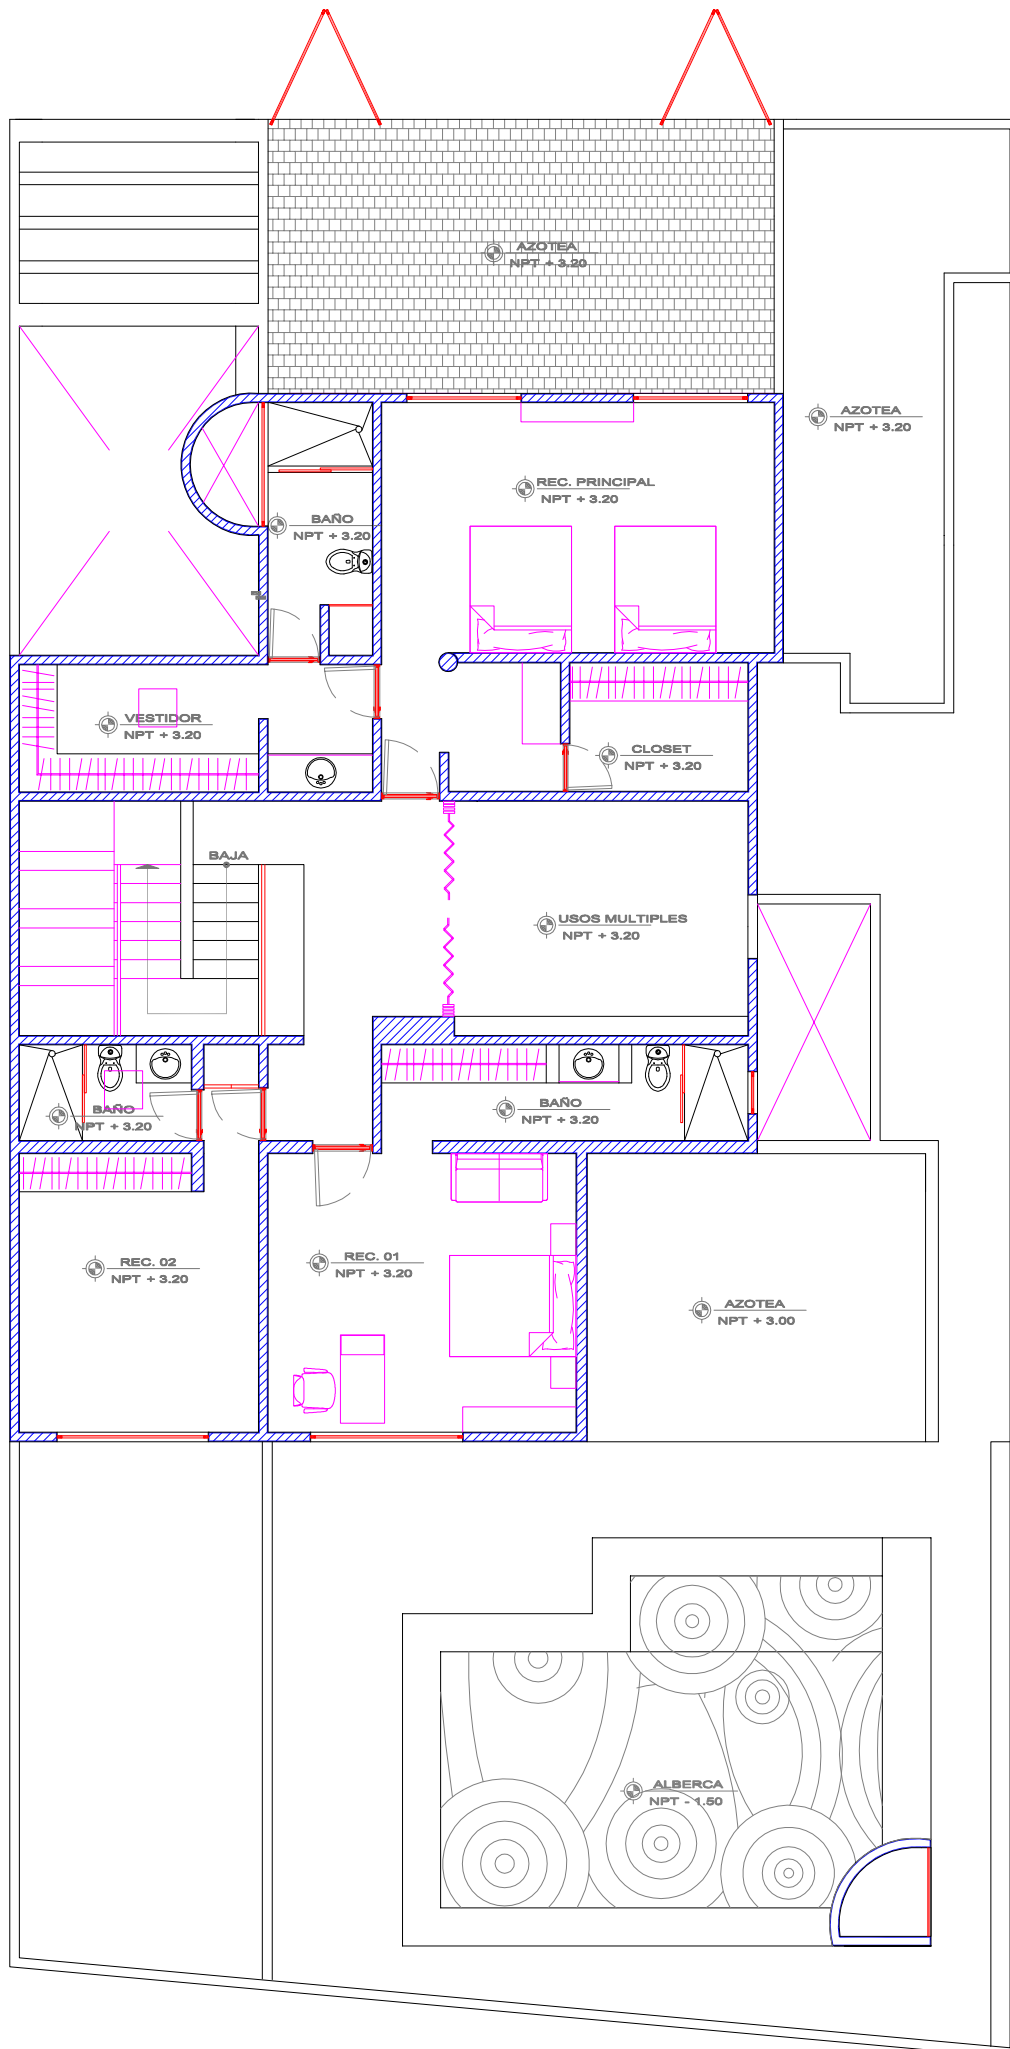 AZOTEA
NPT + 3.20
AZOTEA
NPT + 3.20
REC. PRINCIPAL
NPT + 3.20
BAÑO
NPT + 3.20
VESTIDOR
NPT + 3.20
CLOSET
NPT + 3.20
BAJA
USOS MULTIPLES
NPT + 3.20
BAÑO
NPT + 3.20
BAÑO
NPT + 3.20
REC. 02
NPT + 3.20
REC. 01
NPT + 3.20
AZOTEA
NPT + 3.00
ALBERCA
NPT - 1.50